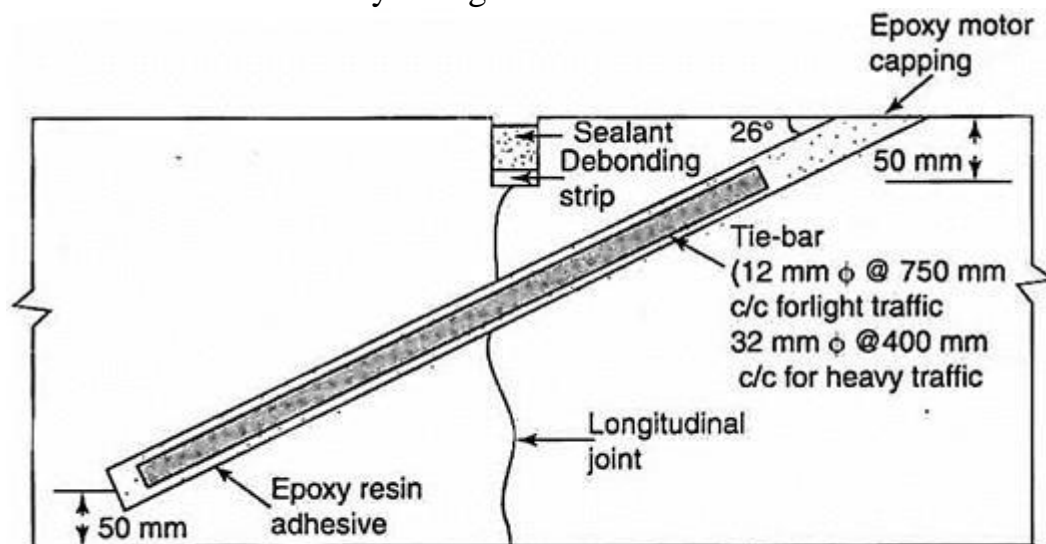 Epoxy motor
capping
Sealant
Debonding
strip
26°
50 mm
Tie-bar
(12 mm ϕ @ 750 mm
c/c forlight traffic
32 mm ϕ @400 mm
c/c for heavy traffic
Longitudinal
joint
Epoxy resin
adhesive
50 mm